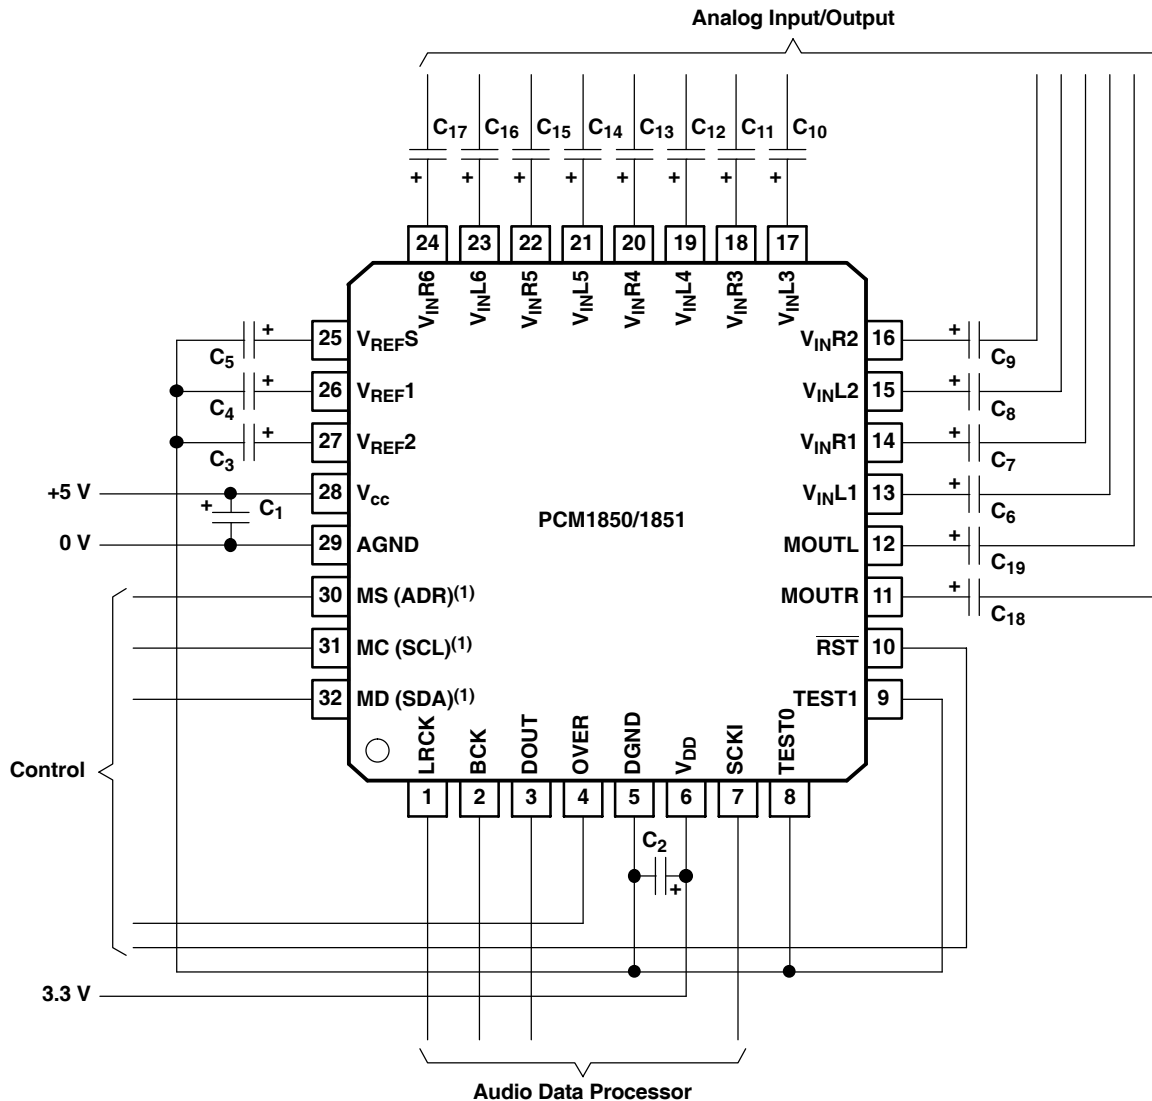 Analog Input/Output
C17 C16 C15 C14 C13 C12 C11 C10
+ + + + + + + +
24 23 22 21 20 19 18 17
VINR6 VINL6 VINR5 VINL5 VINR4 VINL4 VINR3 VINL3
C5 + 25 VREFS
C4 + 26 VREF1
C3 + 27 VREF2
+5 V 28 Vcc
+ C1
0 V 29 AGND
30 MS (ADR)(1)
31 MC (SCL)(1)
32 MD (SDA)(1)
PCM1850/1851
VINR2 16 + C9
VINL2 15 + C8
VINR1 14 + C7
VINL1 13 + C6
MOUTL 12 + C19
MOUTR 11 + C18
RST 10
TEST1 9
LRCK BCK DOUT OVER DGND VDD SCKI TEST0
1 2 3 4 5 6 7 8
Control
C2 +
3.3 V
Audio Data Processor